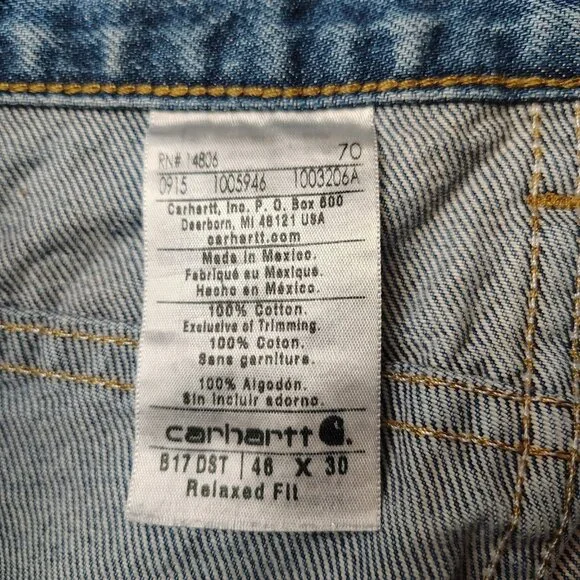 RN# 14806 70
0915 1005946 1003206A
Carhartt, Inc. P. O. Box 600
Dearborn, MI 48121 USA
carhartt.com
Made in Mexico.
Fabriqué au Mexique.
Hecho en México.
100% Cotton.
Exclusive of Trimming.
100% Coton.
Sans garniture.
100% Algodón.
Sin incluir adorno.
carhartt
B17 DST 46 X 30
Relaxed Fit